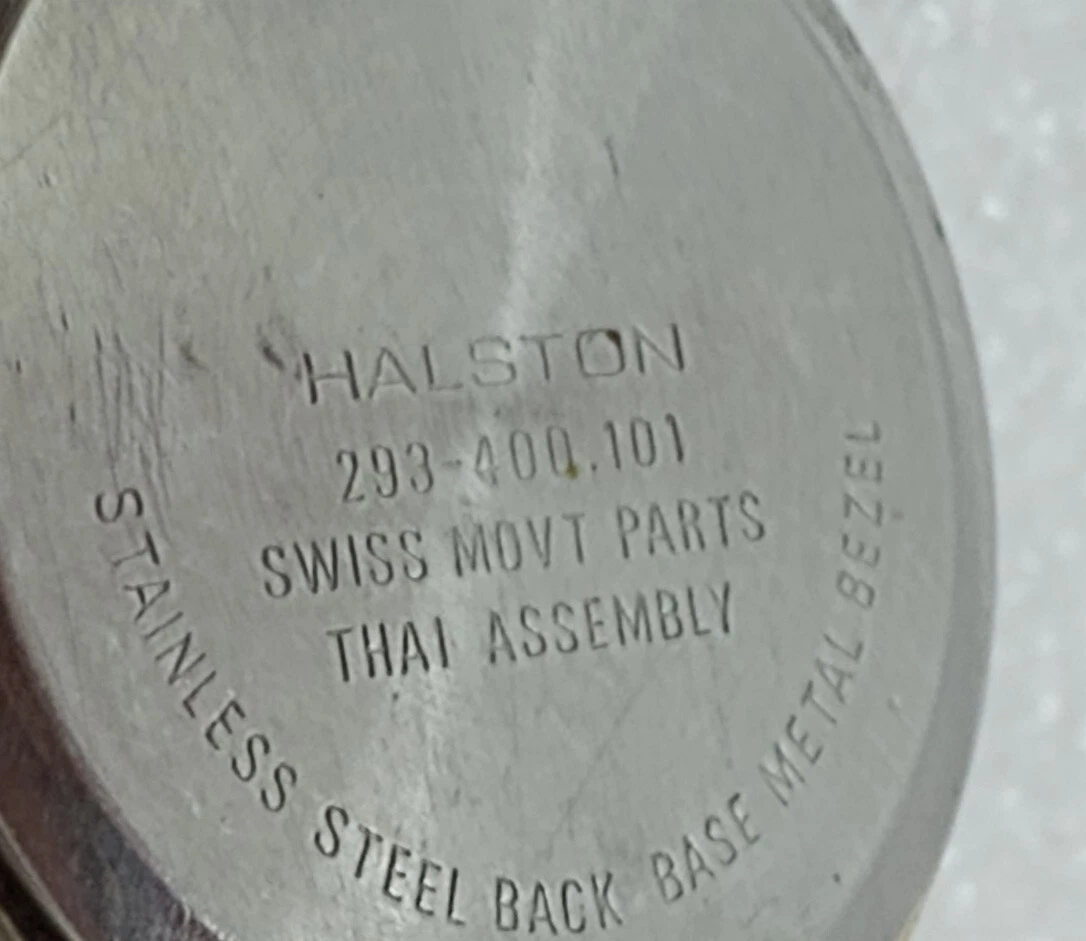 HALSTON
293-400.101
SWISS MOVT PARTS
THAI ASSEMBLY
STAINLESS STEEL BACK BASE METAL BEZEL